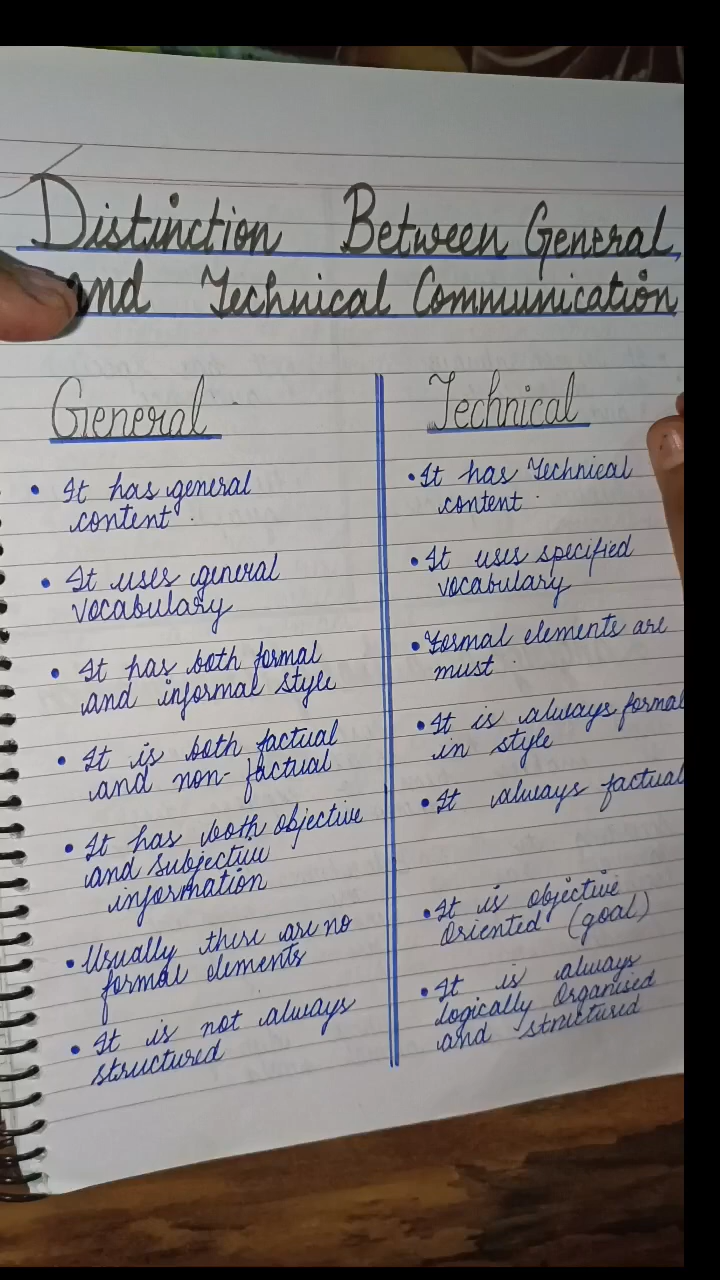 Distinction Between General,
and Technical Communication
General
• It has general
content.
• It uses general
vocabulary
• It has both formal
and informal style
• It is both factual
and non-factual
• It has both objective
and subjective
information
• Usually there are no
formal elements
• It is not always
structured
Technical
• It has Technical
content.
• It uses specified
vocabulary
• Formal elements are
must.
• It is always formal
in style
• It always factual
• It is objective
Oriented (goal)
• It is always
logically Organised
and structured